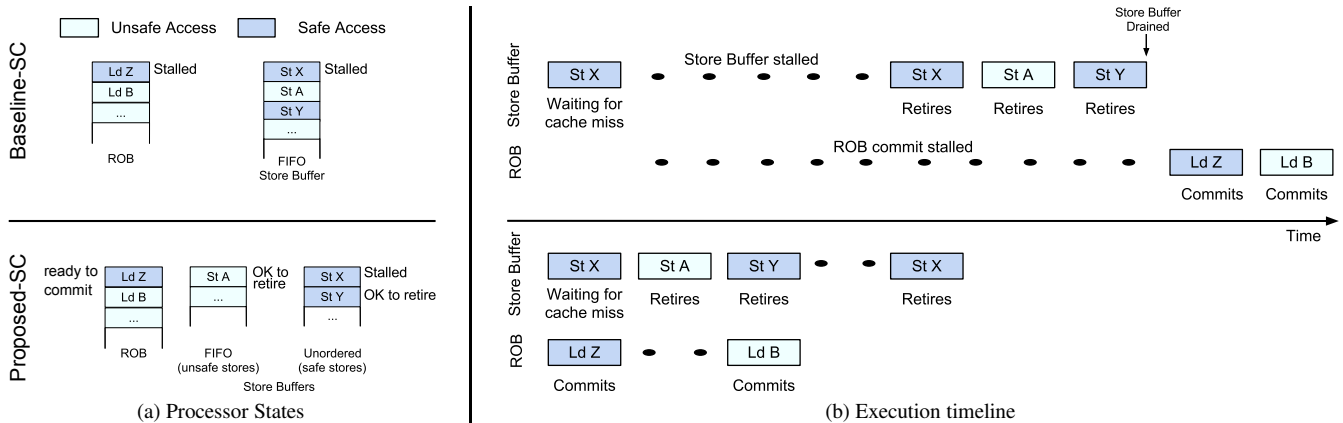 Unsafe Access
Safe Access
Baseline-SC
Ld Z
Stalled
Ld B
...
ROB
St X
Stalled
St A
St Y
...
FIFO
Store Buffer
Proposed-SC
ready to
commit
Ld Z
Ld B
...
ROB
St A
OK to
retire
...
FIFO
(unsafe stores)
St X
Stalled
St Y
OK to retire
...
Unordered
(safe stores)
Store Buffers
(a) Processor States
Store Buffer
Drained
Store Buffer
St X
Store Buffer stalled
St X
St A
St Y
Waiting for
cache miss
Retires
Retires
Retires
ROB
ROB commit stalled
Ld Z
Ld B
Commits
Commits
Time
Store Buffer
St X
St A
St Y
St X
Waiting for
cache miss
Retires
Retires
Retires
ROB
Ld Z
Ld B
Commits
Commits
(b) Execution timeline